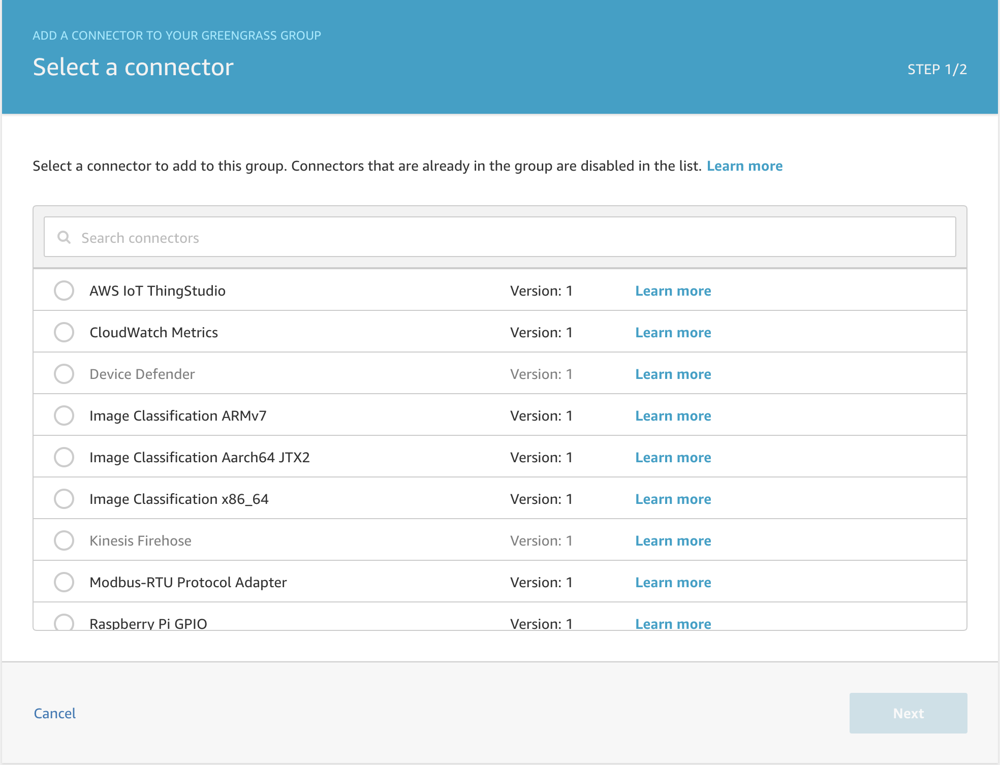 ADD A CONNECTOR TO YOUR GREENGRASS GROUP
Select a connector
STEP 1/2
Select a connector to add to this group. Connectors that are already in the group are disabled in the list. Learn more
Search connectors
AWS IoT ThingStudio Version: 1 Learn more
CloudWatch Metrics Version: 1 Learn more
Device Defender Version: 1 Learn more
Image Classification ARMv7 Version: 1 Learn more
Image Classification Aarch64 JTX2 Version: 1 Learn more
Image Classification x86_64 Version: 1 Learn more
Kinesis Firehose Version: 1 Learn more
Modbus-RTU Protocol Adapter Version: 1 Learn more
Raspberry Pi GPIO Version: 1 Learn more
Cancel
Next